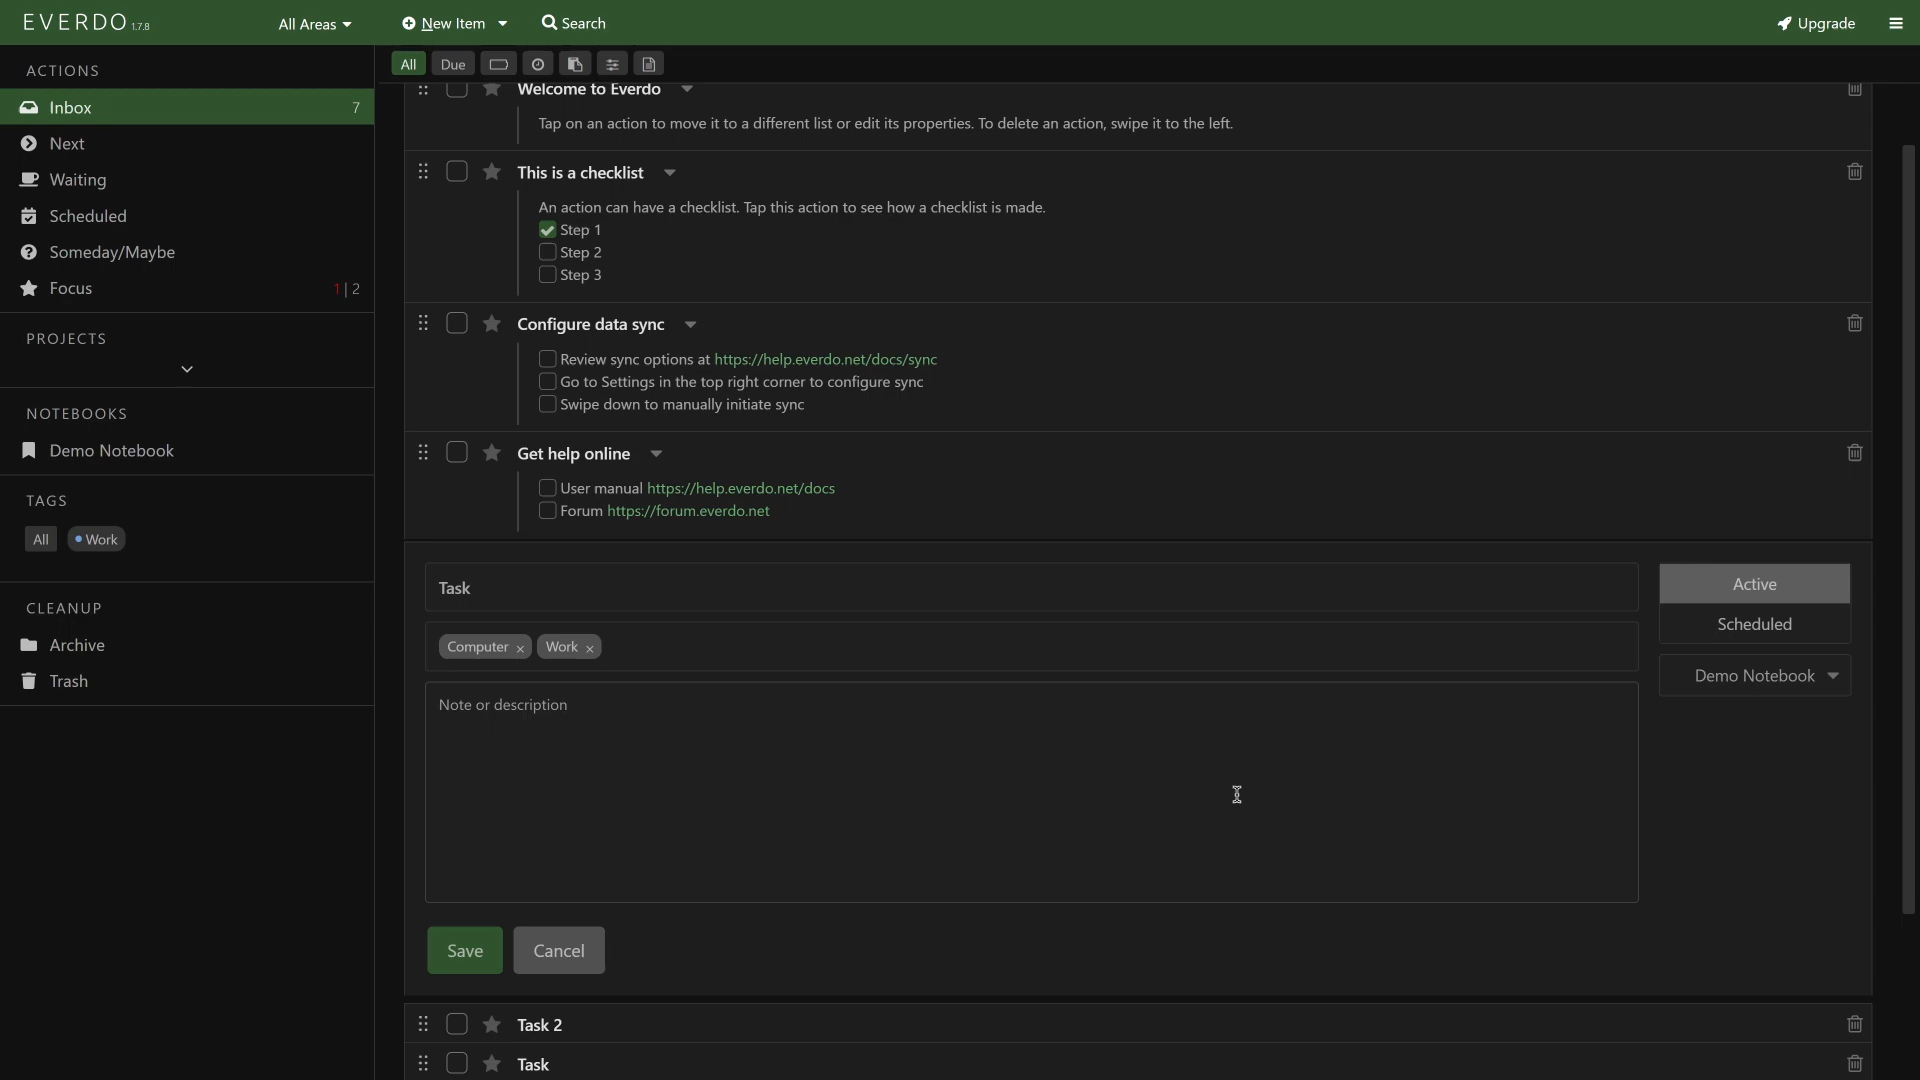 EVERDO 1.7.8
All Areas
New Item
Search
Upgrade
ACTIONS
Inbox 7
Next
Waiting
Scheduled
Someday/Maybe
Focus 1|2
PROJECTS
NOTEBOOKS
Demo Notebook
TAGS
All Work
CLEANUP
Archive
Trash
All Due
Welcome to Everdo
Tap on an action to move it to a different list or edit its properties. To delete an action, swipe it to the left.
This is a checklist
An action can have a checklist. Tap this action to see how a checklist is made.
Step 1
Step 2
Step 3
Configure data sync
Review sync options at https://help.everdo.net/docs/sync
Go to Settings in the top right corner to configure sync
Swipe down to manually initiate sync
Get help online
User manual https://help.everdo.net/docs
Forum https://forum.everdo.net
Task
Computer × Work ×
Note or description
Active
Scheduled
Demo Notebook
Save Cancel
Task 2
Task